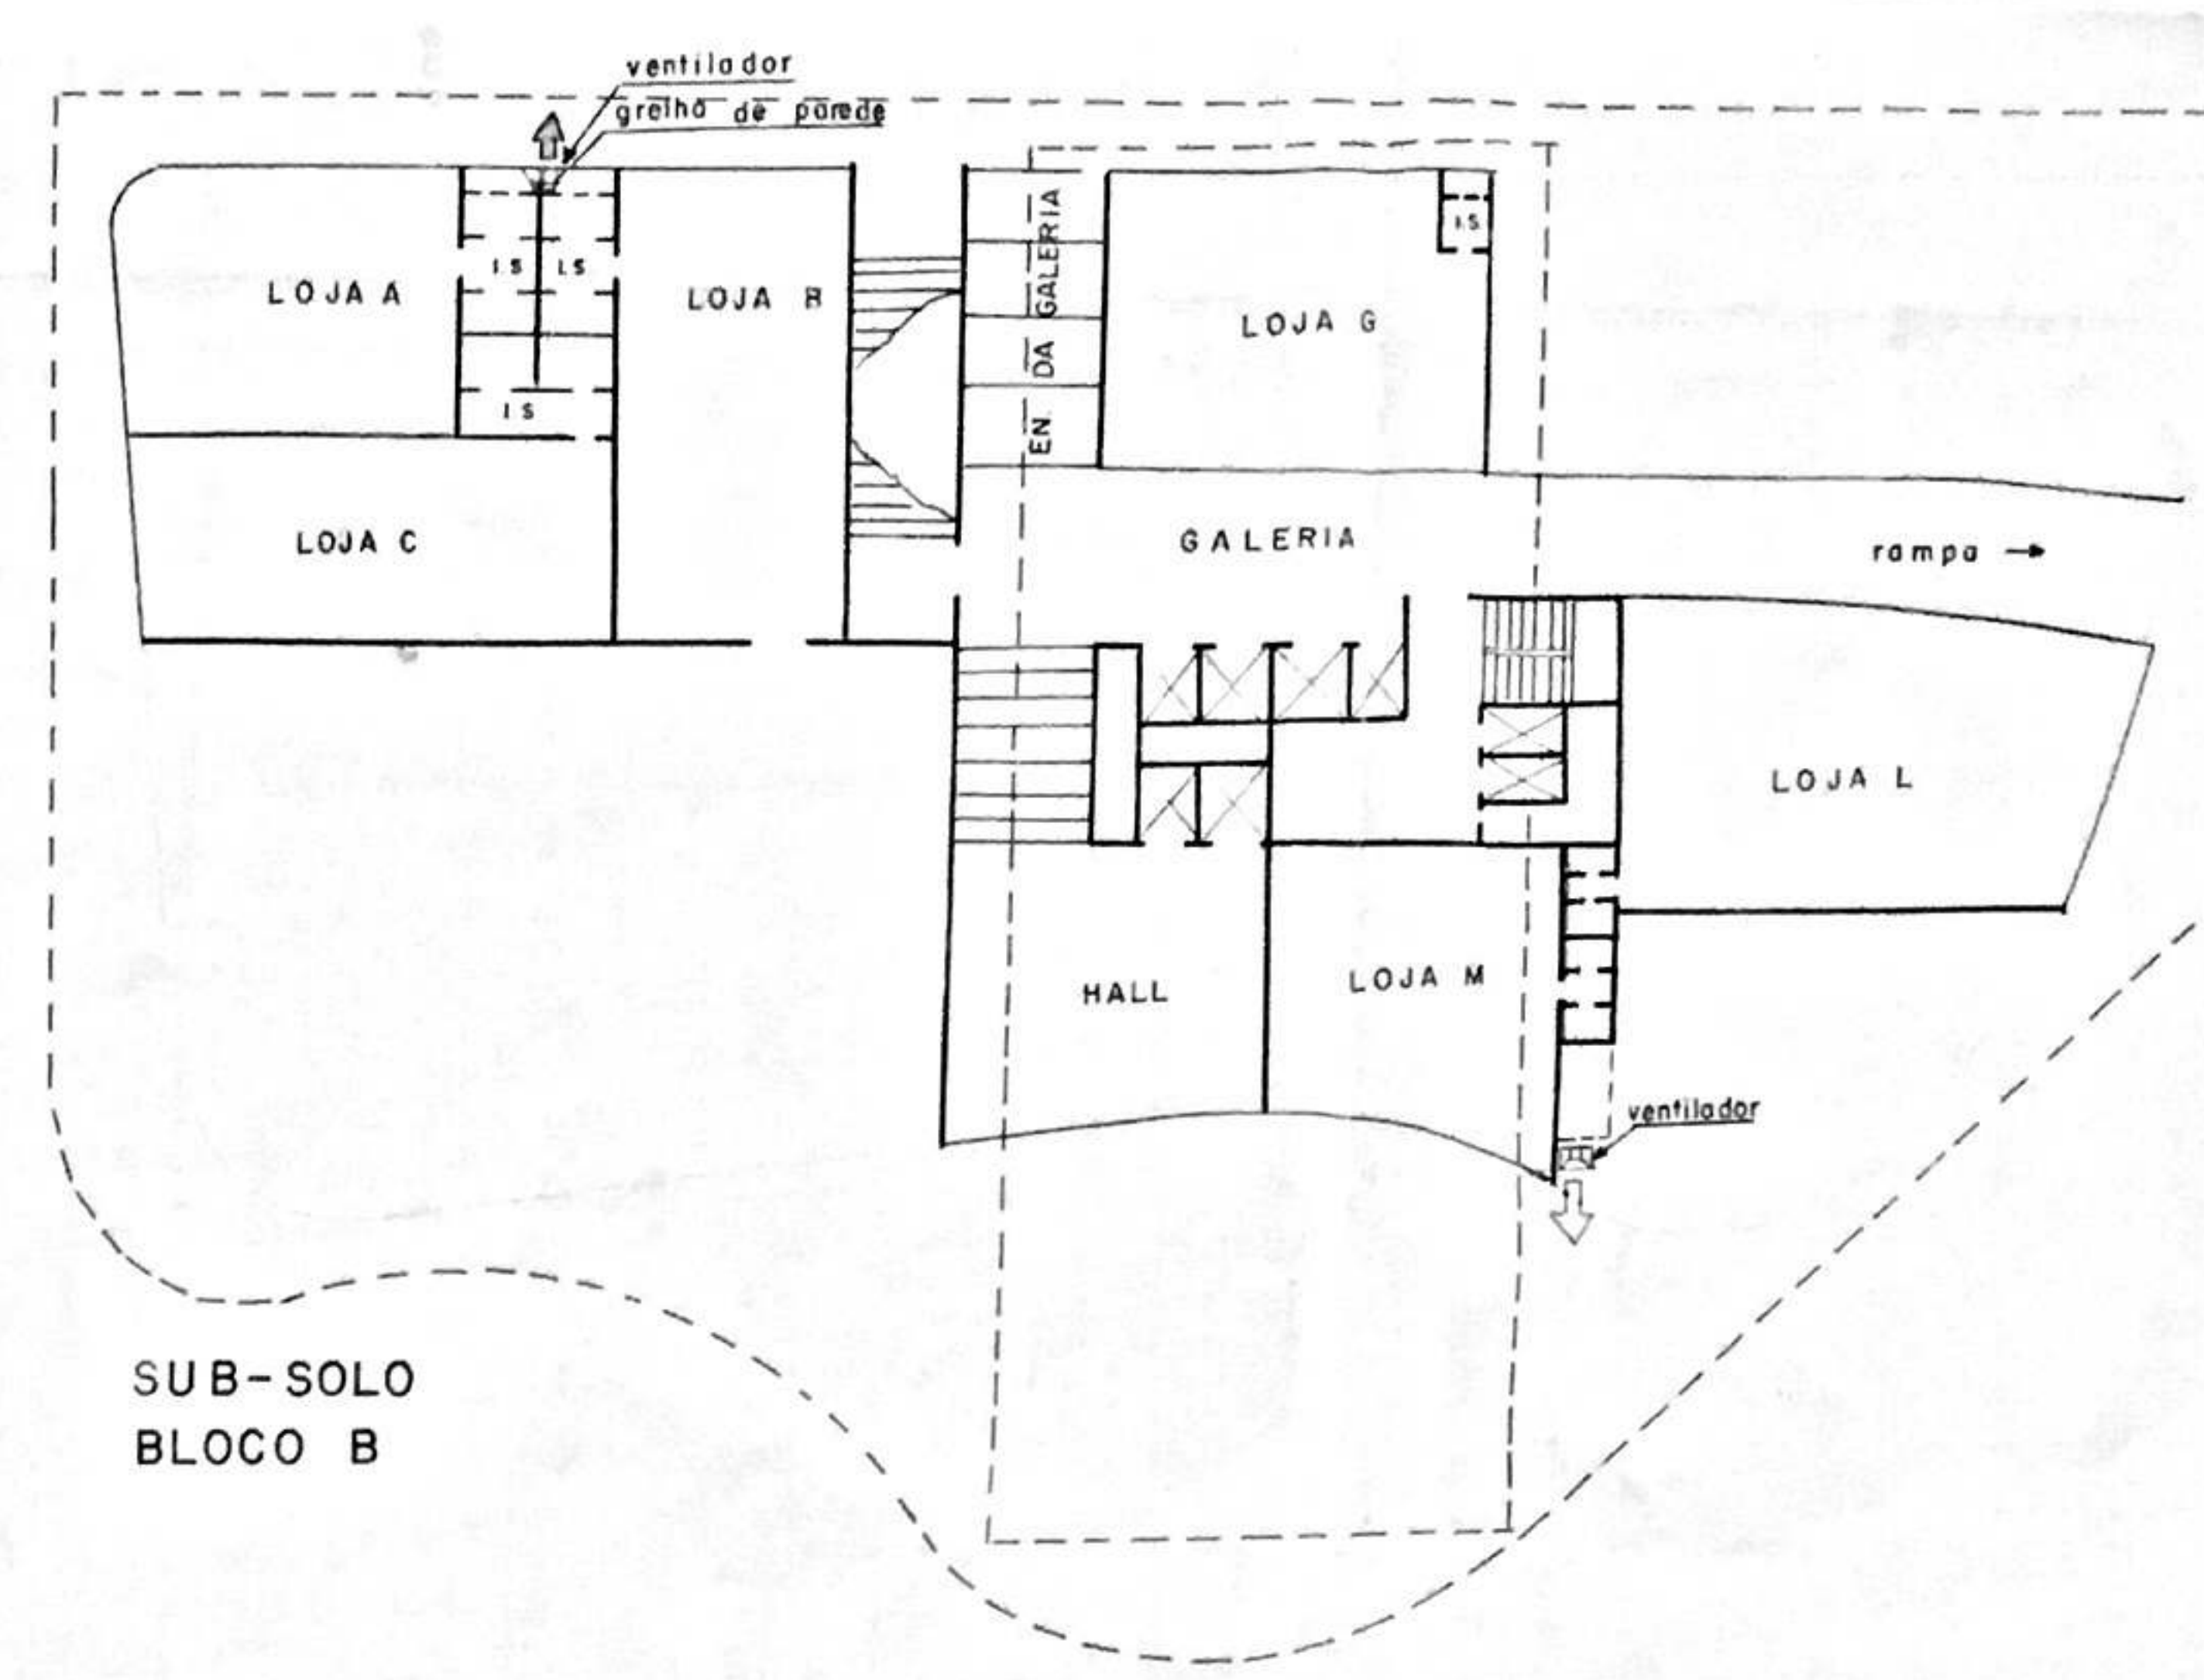 ventilador
grelha de parede
LOJA A
I.S
I.S
LOJA B
EN. DA GALERIA
LOJA G
I.S
I S
LOJA C
GALERIA
rampa
LOJA L
HALL
LOJA M
ventilador
SUB-SOLO
BLOCO B